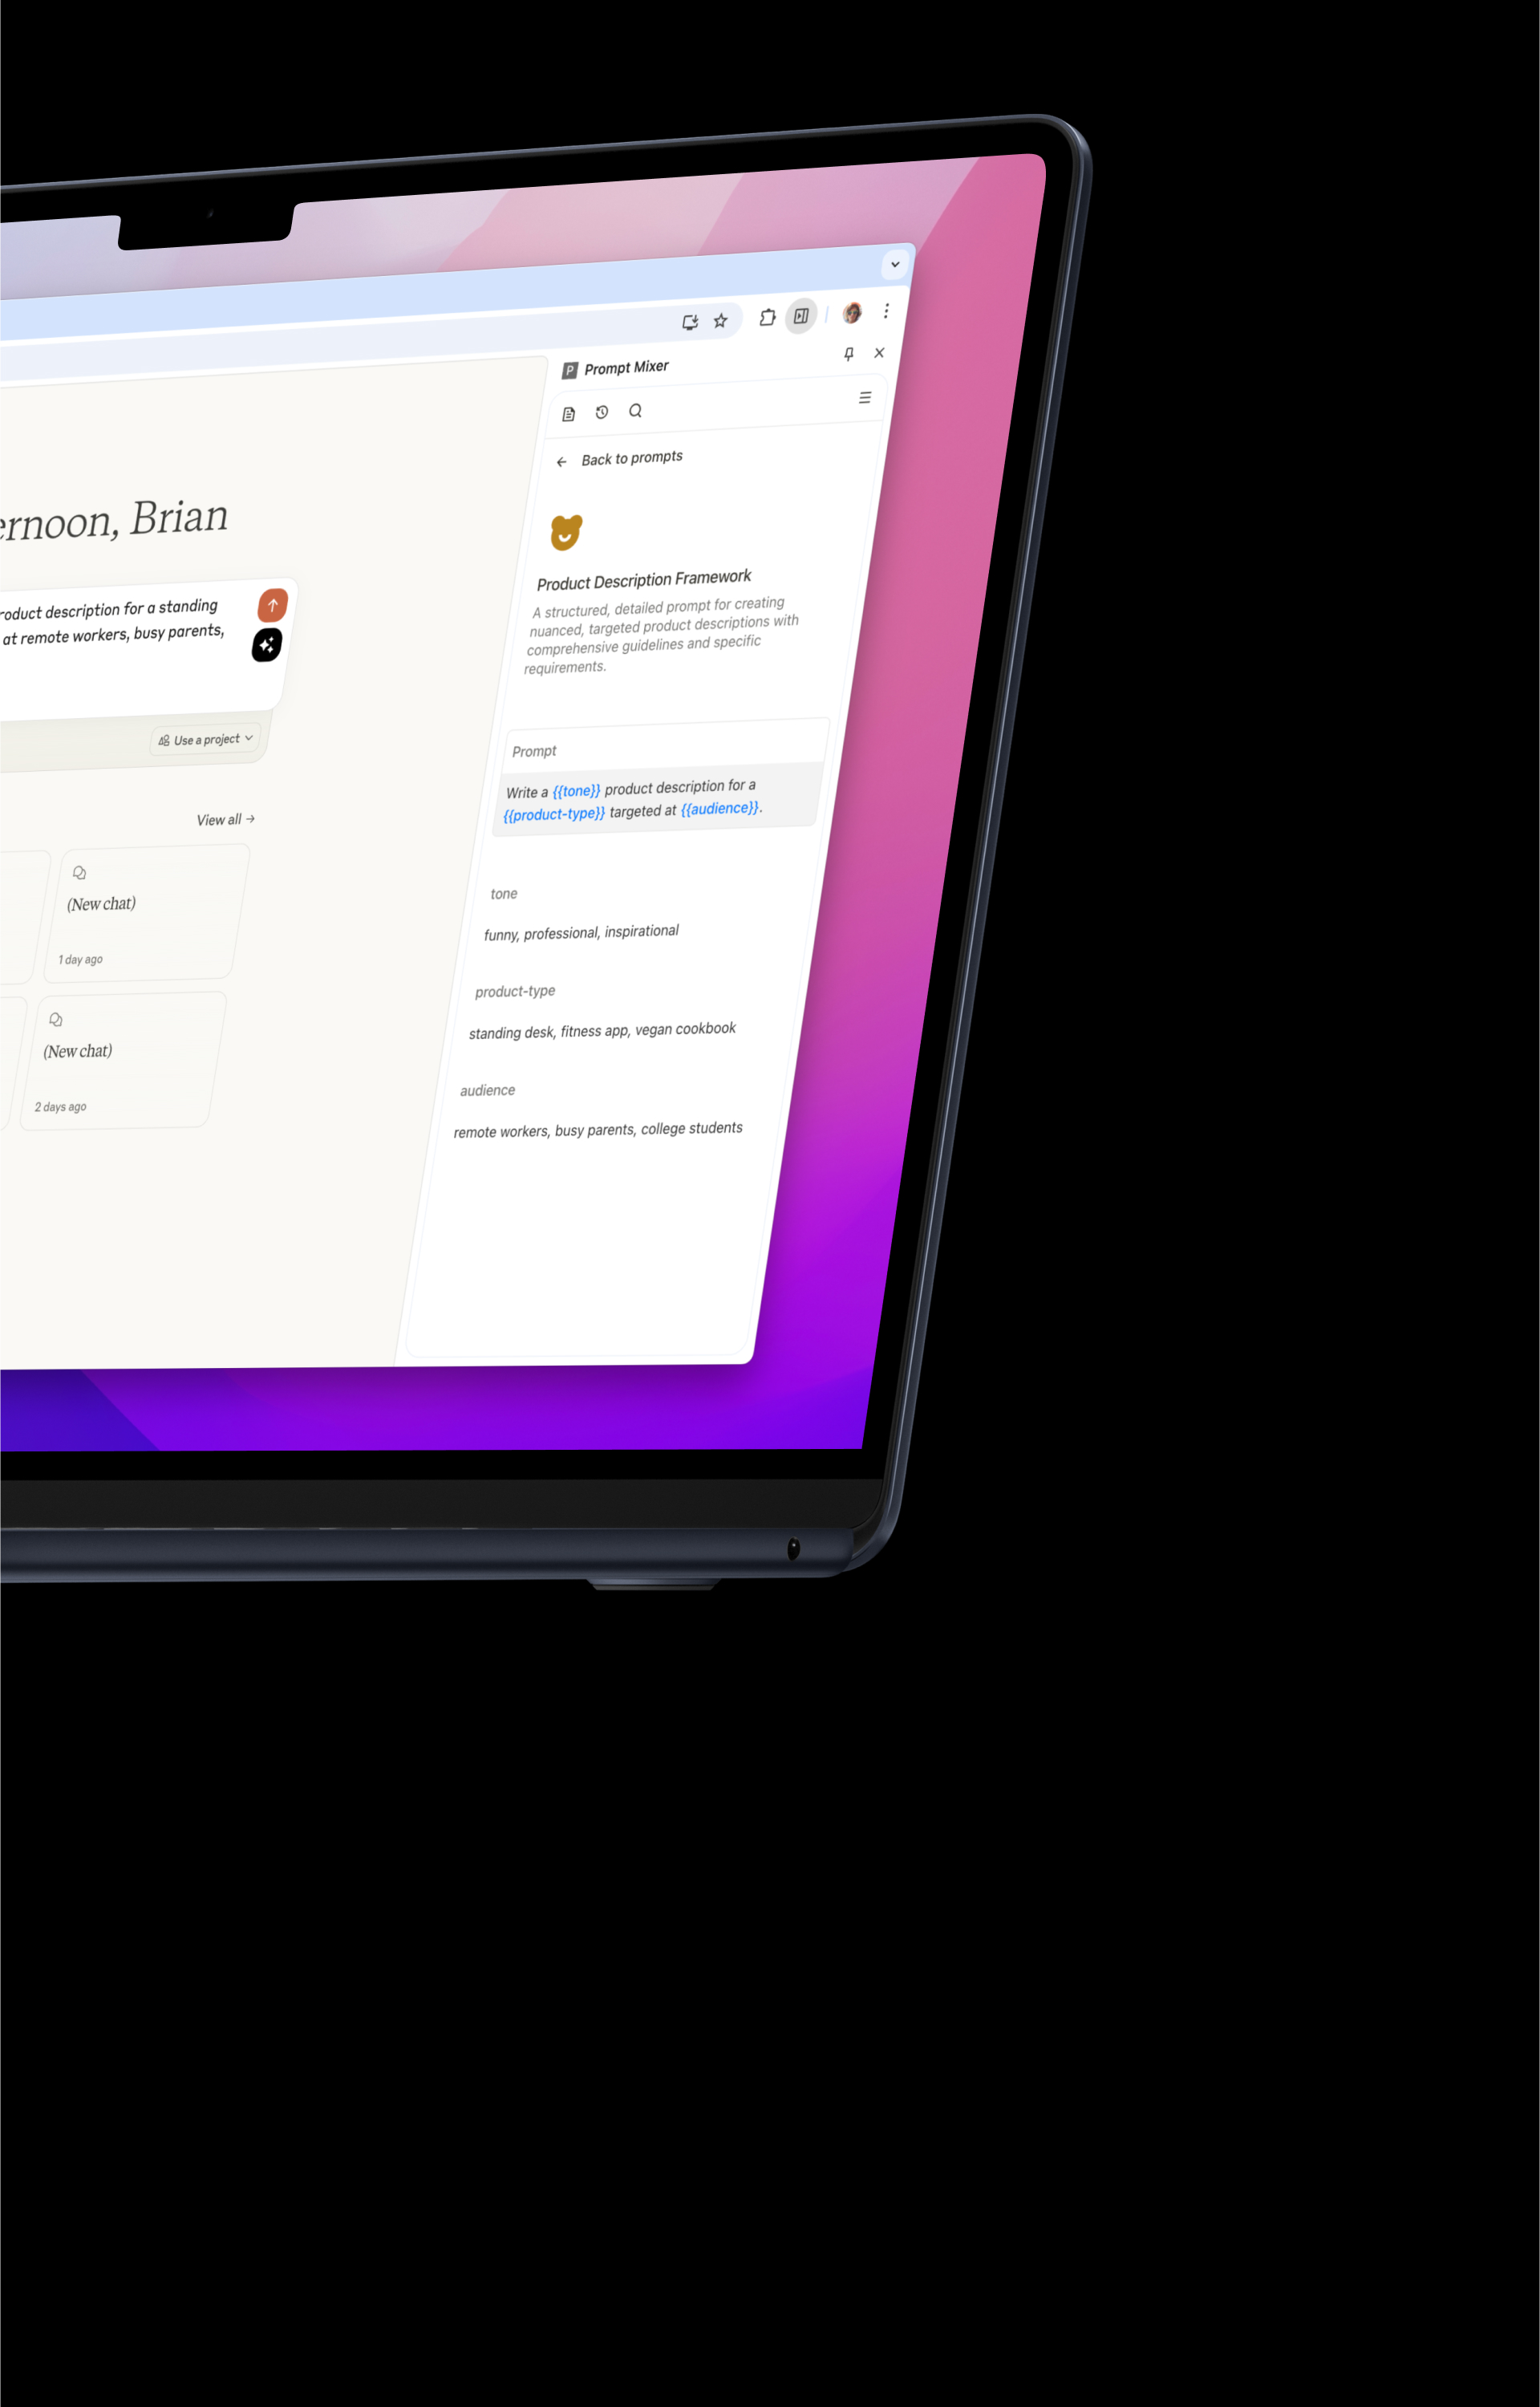 ernoon, Brian
roduct description for a standing
at remote workers, busy parents,
Use a project
View all →
(New chat)
1 day ago
(New chat)
2 days ago
P Prompt Mixer
← Back to prompts
Product Description Framework
A structured, detailed prompt for creating
nuanced, targeted product descriptions with
comprehensive guidelines and specific
requirements.
Prompt
Write a {{tone}} product description for a
{{product-type}} targeted at {{audience}}.
tone
funny, professional, inspirational
product-type
standing desk, fitness app, vegan cookbook
audience
remote workers, busy parents, college students